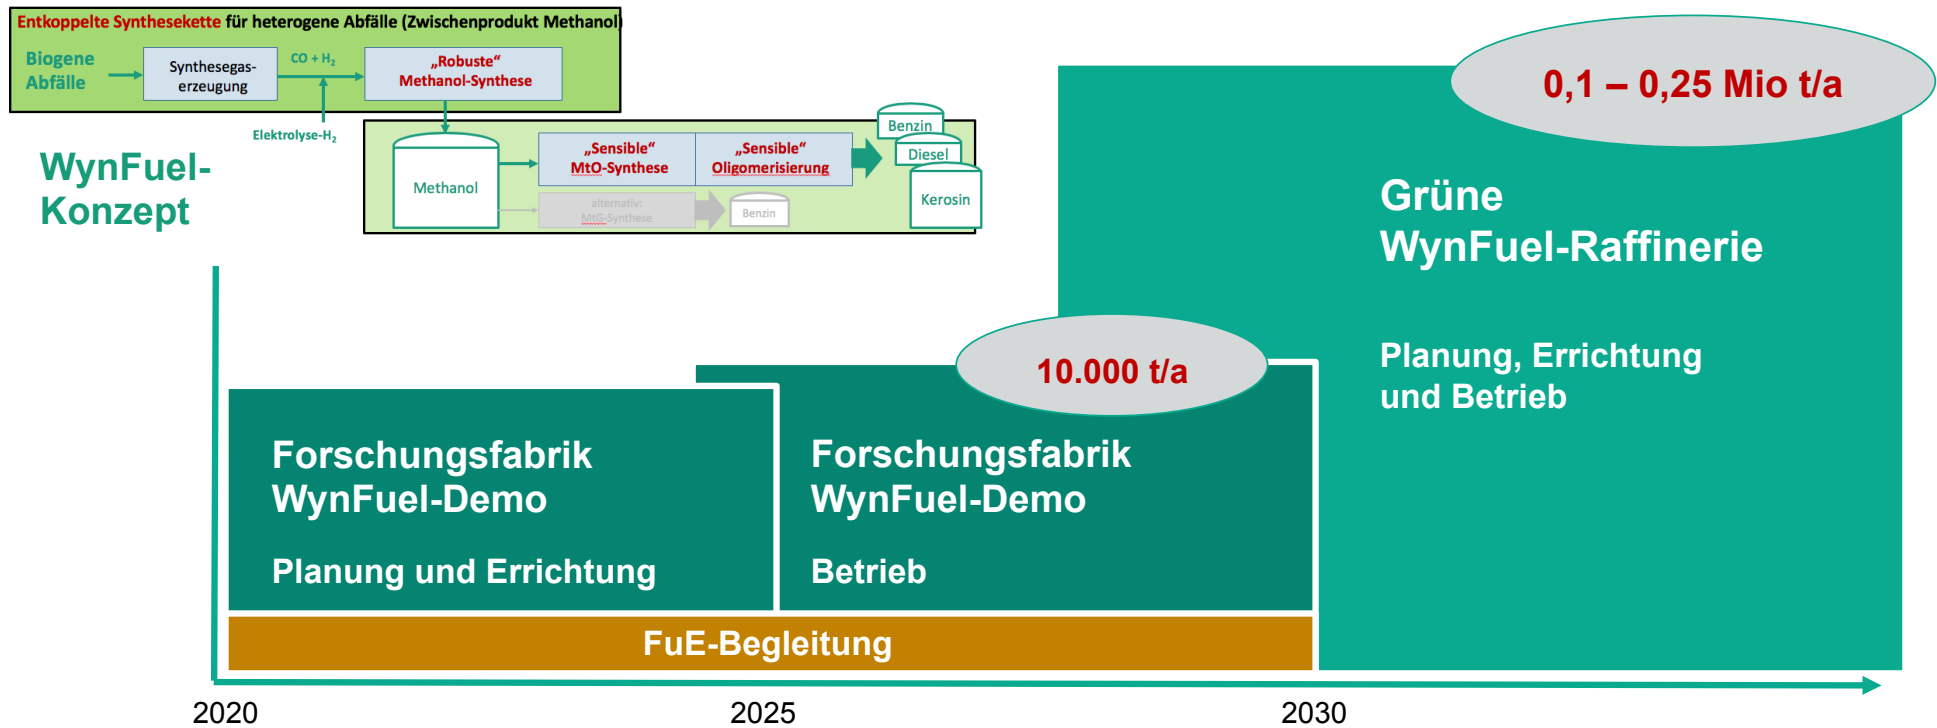 Entkoppelte Synthesekette für heterogene Abfälle (Zwischenprodukt Methanol)
Biogene
Abfälle
Synthesegas-
erzeugung
CO + H₂
„Robuste“
Methanol-Synthese
Elektrolyse-H₂
WynFuel-
Konzept
Methanol
„Sensible“
MtO-Synthese
„Sensible“
Oligomerisierung
alternativ:
MtG-Synthese
Benzin
Benzin
Diesel
Kerosin
0,1 – 0,25 Mio t/a
Grüne
WynFuel-Raffinerie
Planung, Errichtung
und Betrieb
10.000 t/a
Forschungsfabrik
WynFuel-Demo
Planung und Errichtung
Forschungsfabrik
WynFuel-Demo
Betrieb
FuE-Begleitung
2020
2025
2030